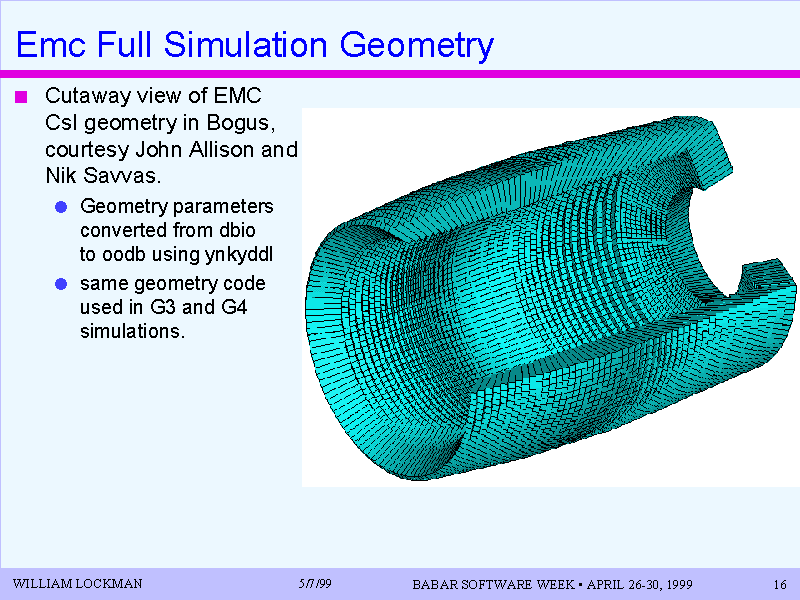 Emc Full Simulation Geometry
Cutaway view of EMC
CsI geometry in Bogus,
courtesy John Allison and
Nik Savvas.
Geometry parameters
converted from dbio
to oodb using ynkyddl
same geometry code
used in G3 and G4
simulations.
WILLIAM LOCKMAN 5/7/99 BABAR SOFTWARE WEEK • APRIL 26-30, 1999 16